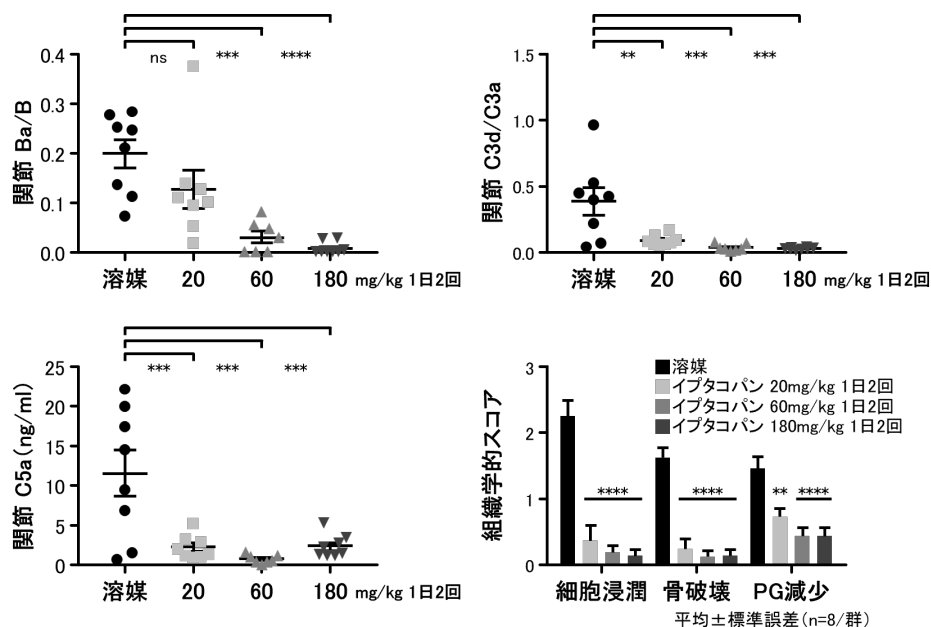 ns *** ****
関節 Ba/B
0.4
0.3
0.2
0.1
0.0
溶媒 20 60 180 mg/kg 1日2回
** *** ***
関節 C3d/C3a
1.5
1.0
0.5
0.0
溶媒 20 60 180 mg/kg 1日2回
*** *** ***
関節 C5a(ng/ml)
25
20
15
10
5
0
溶媒 20 60 180 mg/kg 1日2回
組織学的スコア
3
2
1
0
溶媒
イプタコパン 20mg/kg 1日2回
イプタコパン 60mg/kg 1日2回
イプタコパン 180mg/kg 1日2回
**** **** ** ****
細胞浸潤 骨破壊 PG減少
平均±標準誤差(n=8/群)